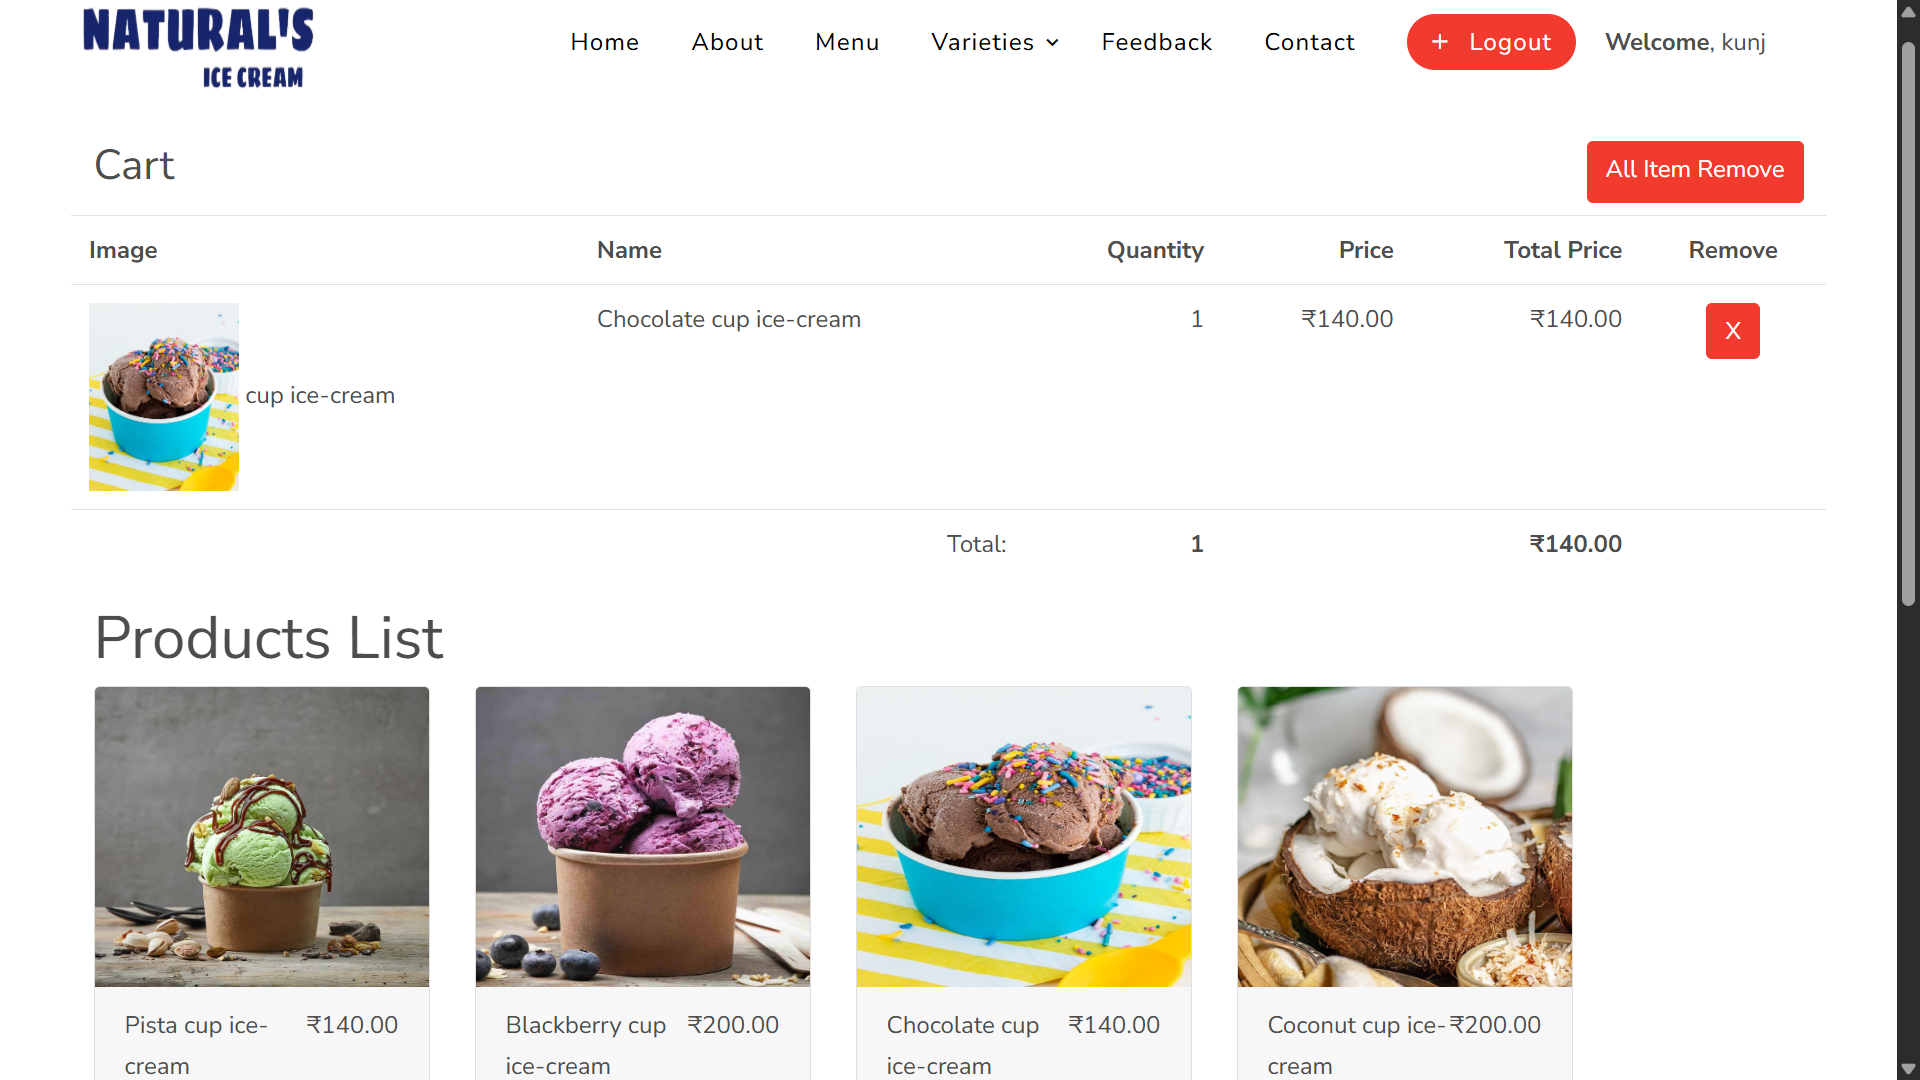 NATURAL'S
ICE CREAM
Home About Menu Varieties Feedback Contact + Logout Welcome, kunj
Cart All Item Remove
Image Name Quantity Price Total Price Remove
Chocolate cup ice-cream 1 ₹140.00 ₹140.00 X
cup ice-cream
Total: 1 ₹140.00
Products List
Pista cup ice- ₹140.00
cream
Blackberry cup ₹200.00
ice-cream
Chocolate cup ₹140.00
ice-cream
Coconut cup ice- ₹200.00
cream